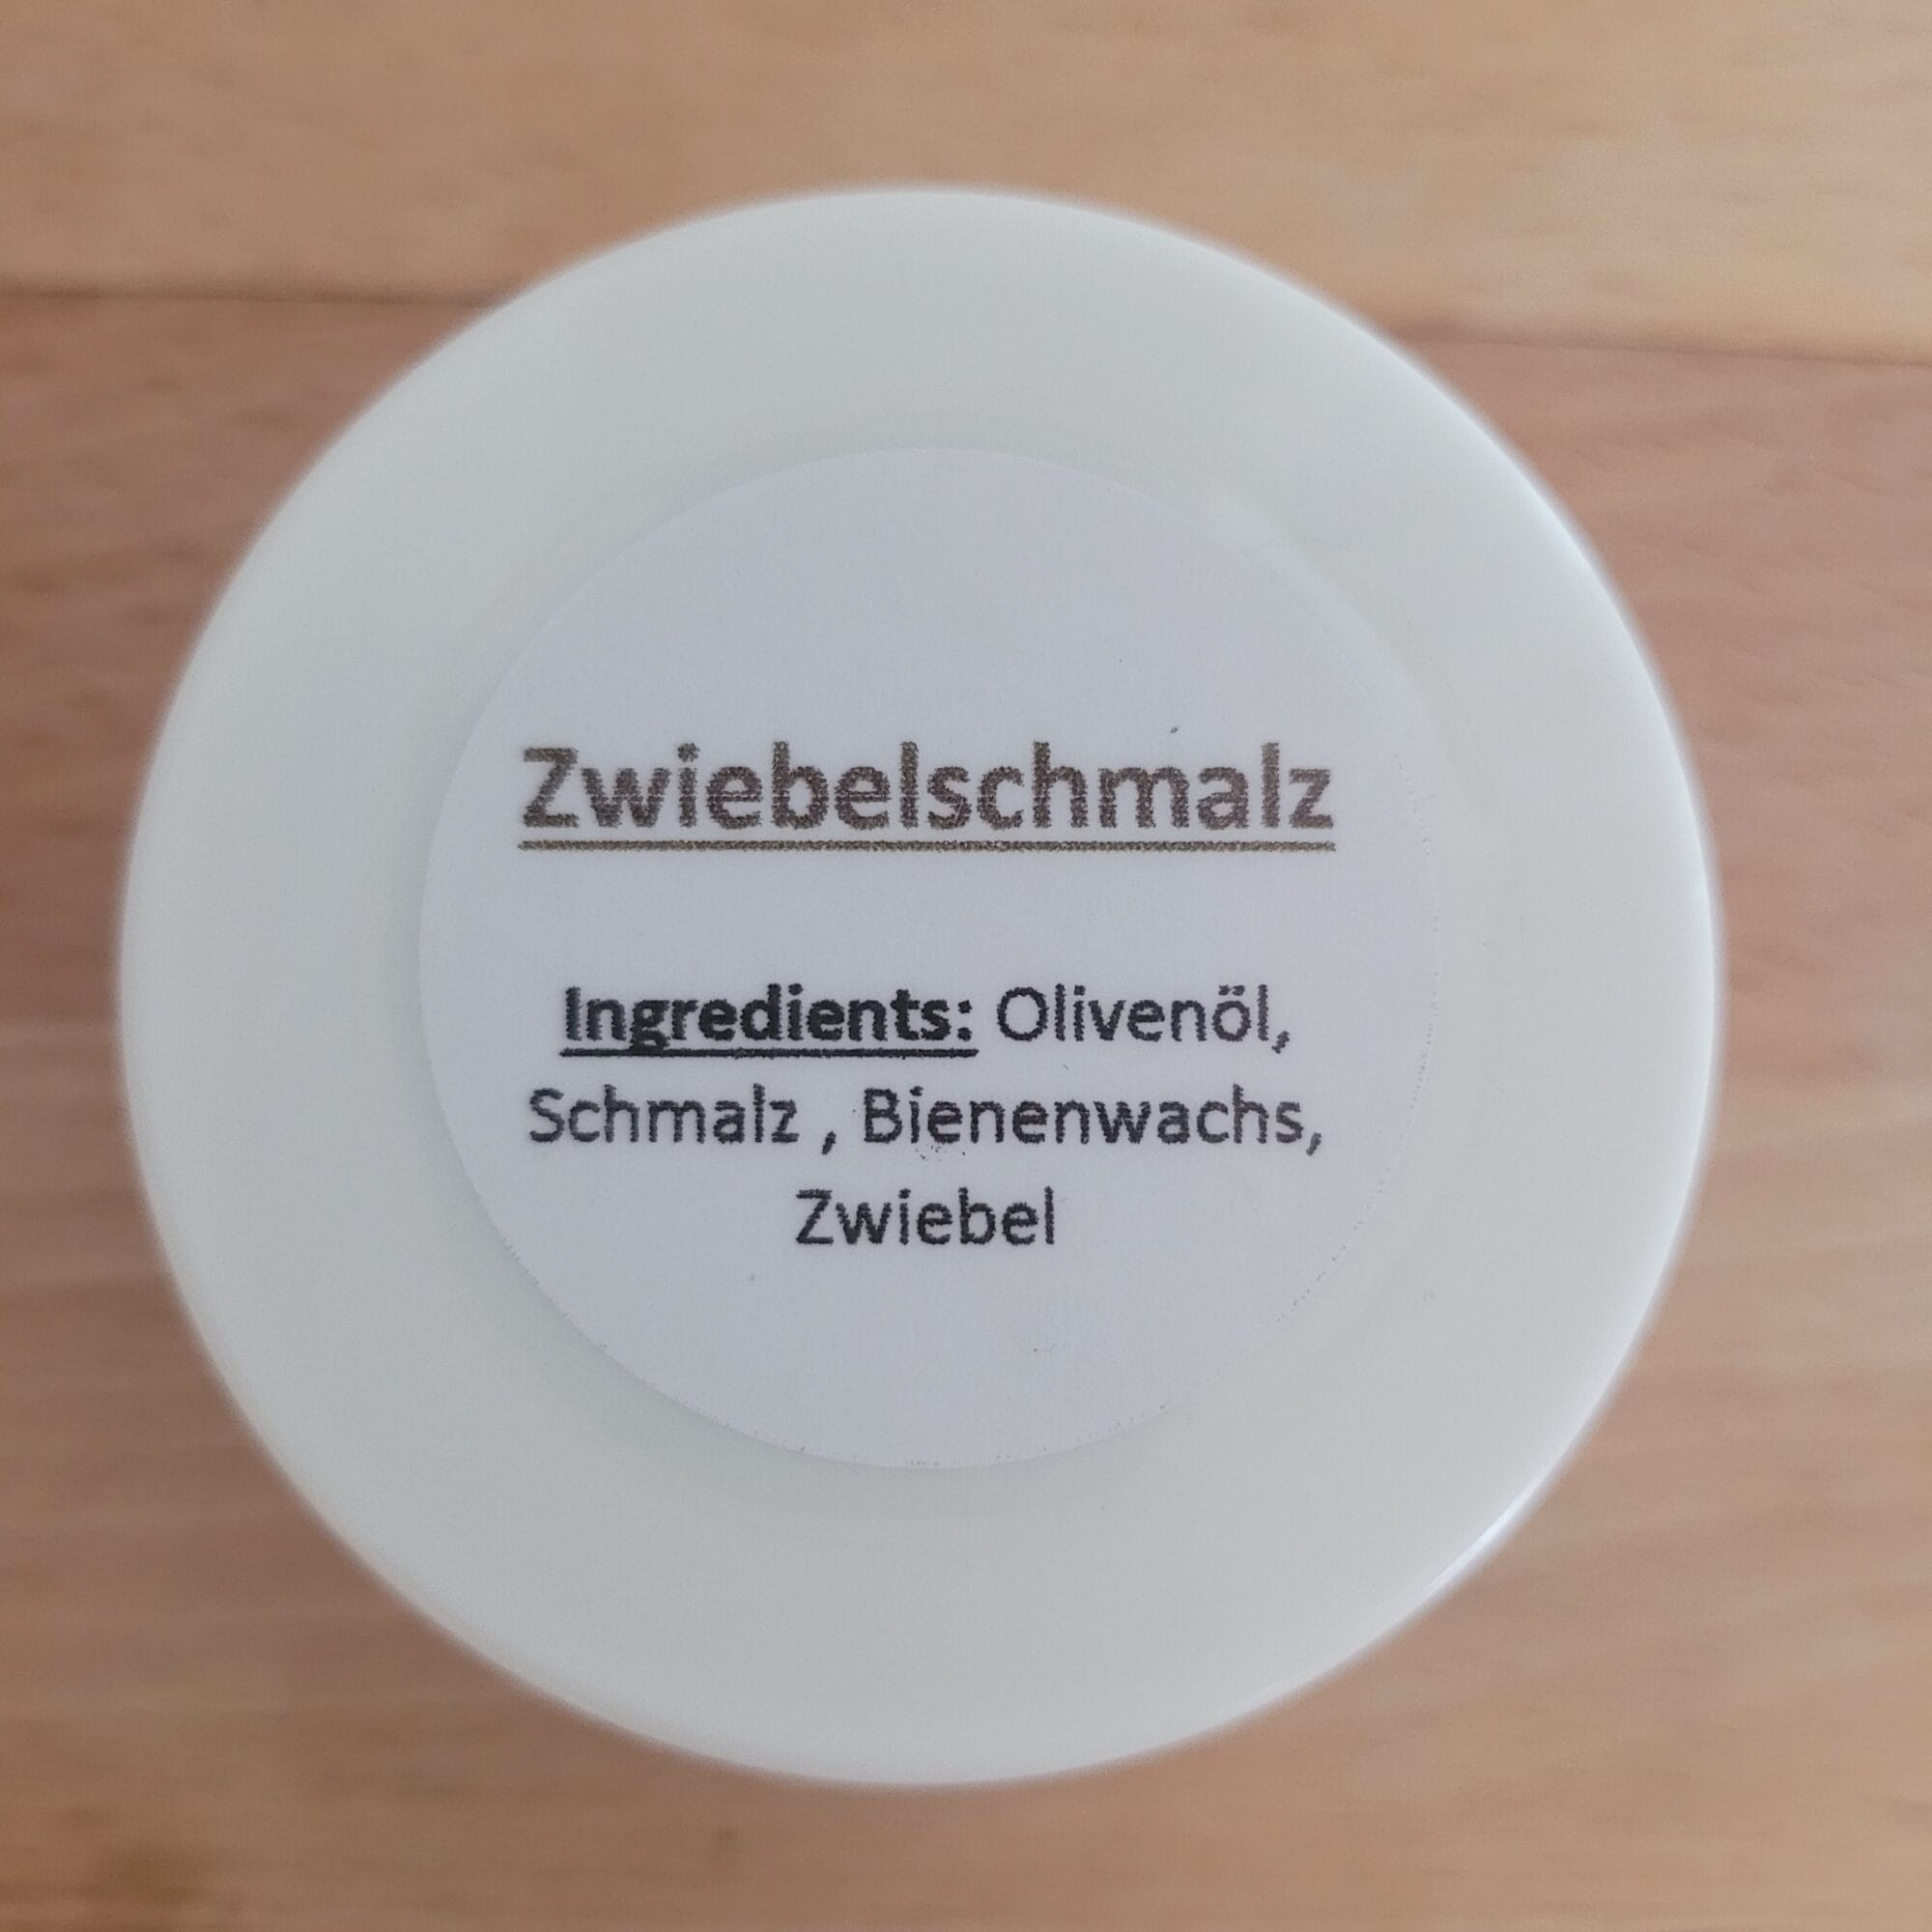 Zwiebelschmalz
Ingredients: Olivenöl,
Schmalz , Bienenwachs,
Zwiebel